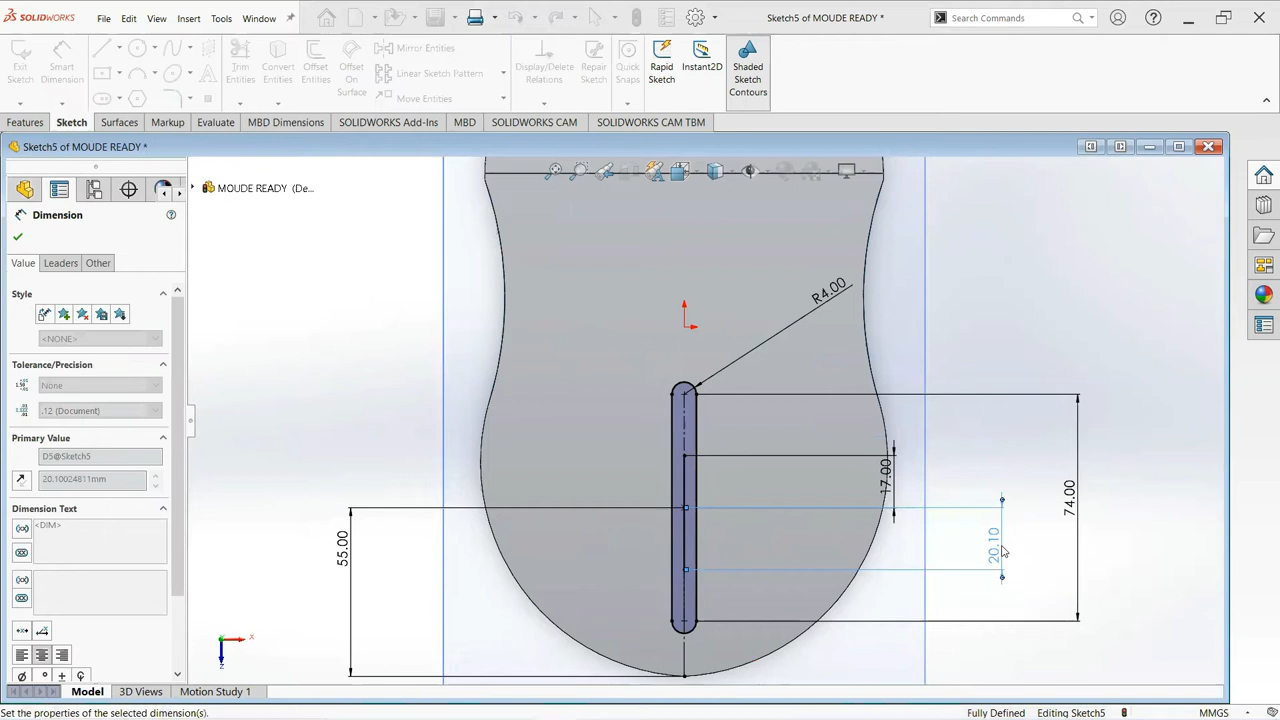 SOLIDWORKS
File
Edit
View
Insert
Tools
Window
Sketch5 of MOUDE READY *
Search Commands
Exit
Sketch
Smart
Dimension
Trim
Entities
Convert
Entities
Offset
Entities
Offset
On
Surface
Mirror Entities
Linear Sketch Pattern
Move Entities
Display/Delete
Relations
Repair
Sketch
Quick
Snaps
Rapid
Sketch
Instant2D
Shaded
Sketch
Contours
Features
Sketch
Surfaces
Markup
Evaluate
MBD Dimensions
SOLIDWORKS Add-Ins
MBD
SOLIDWORKS CAM
SOLIDWORKS CAM TBM
Sketch5 of MOUDE READY *
MOUDE READY (De...
Dimension
Value
Leaders
Other
Style
<NONE>
Tolerance/Precision
None
.12 (Document)
Primary Value
D5@Sketch5
20.10024811mm
Dimension Text
<DIM>
R4.00
17.00
74.00
20.10
55.00
x
z
Model
3D Views
Motion Study 1
Set the properties of the selected dimension(s).
Fully Defined
Editing Sketch5
MMGS